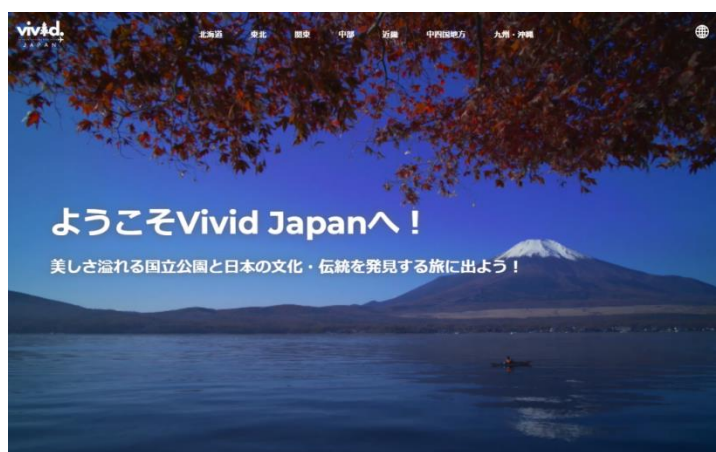 vivid.
JAPAN
北海道 東北 関東 中部 近畿 中四国地方 九州・沖縄
ようこそVivid Japanへ！
美しさ溢れる国立公園と日本の文化・伝統を発見する旅に出よう！